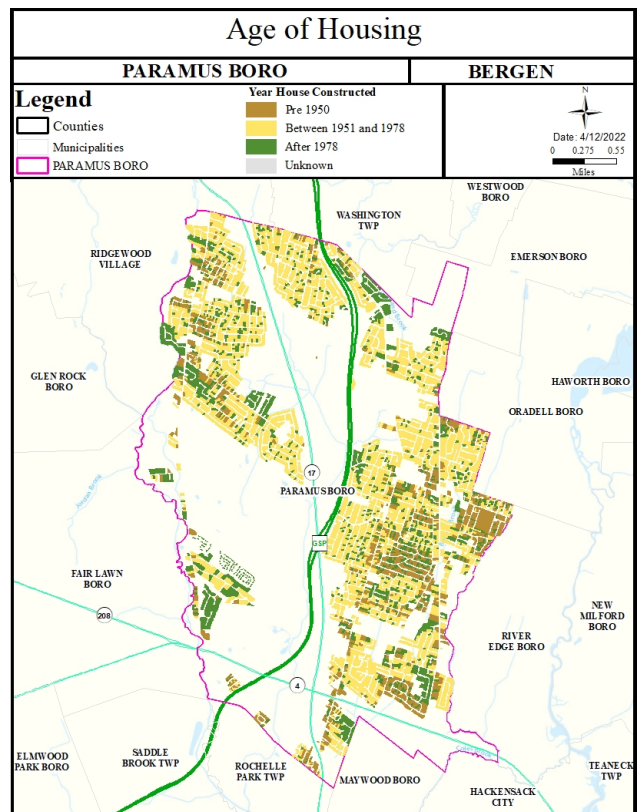 Age of Housing
PARAMUS BORO
BERGEN
Legend
Counties
Municipalities
PARAMUS BORO
Year House Constructed
Pre 1950
Between 1951 and 1978
After 1978
Unknown
N
Date: 4/12/2022
0 0.275 0.55
Miles
WESTWOOD
BORO
WASHINGTON
TWP
EMERSON BORO
RIDGEWOOD
VILLAGE
GLEN ROCK
BORO
HAWORTH BORO
ORADELL BORO
17
PARAMUS BORO
GSP
FAIR LAWN
BORO
208
NEW
MILFORD
BORO
RIVER
EDGE BORO
4
ELMWOOD
PARK BORO
SADDLE
BROOK TWP
ROCHELLE
PARK TWP
MAYWOOD BORO
HACKENSACK
CITY
TEANECK
TWP